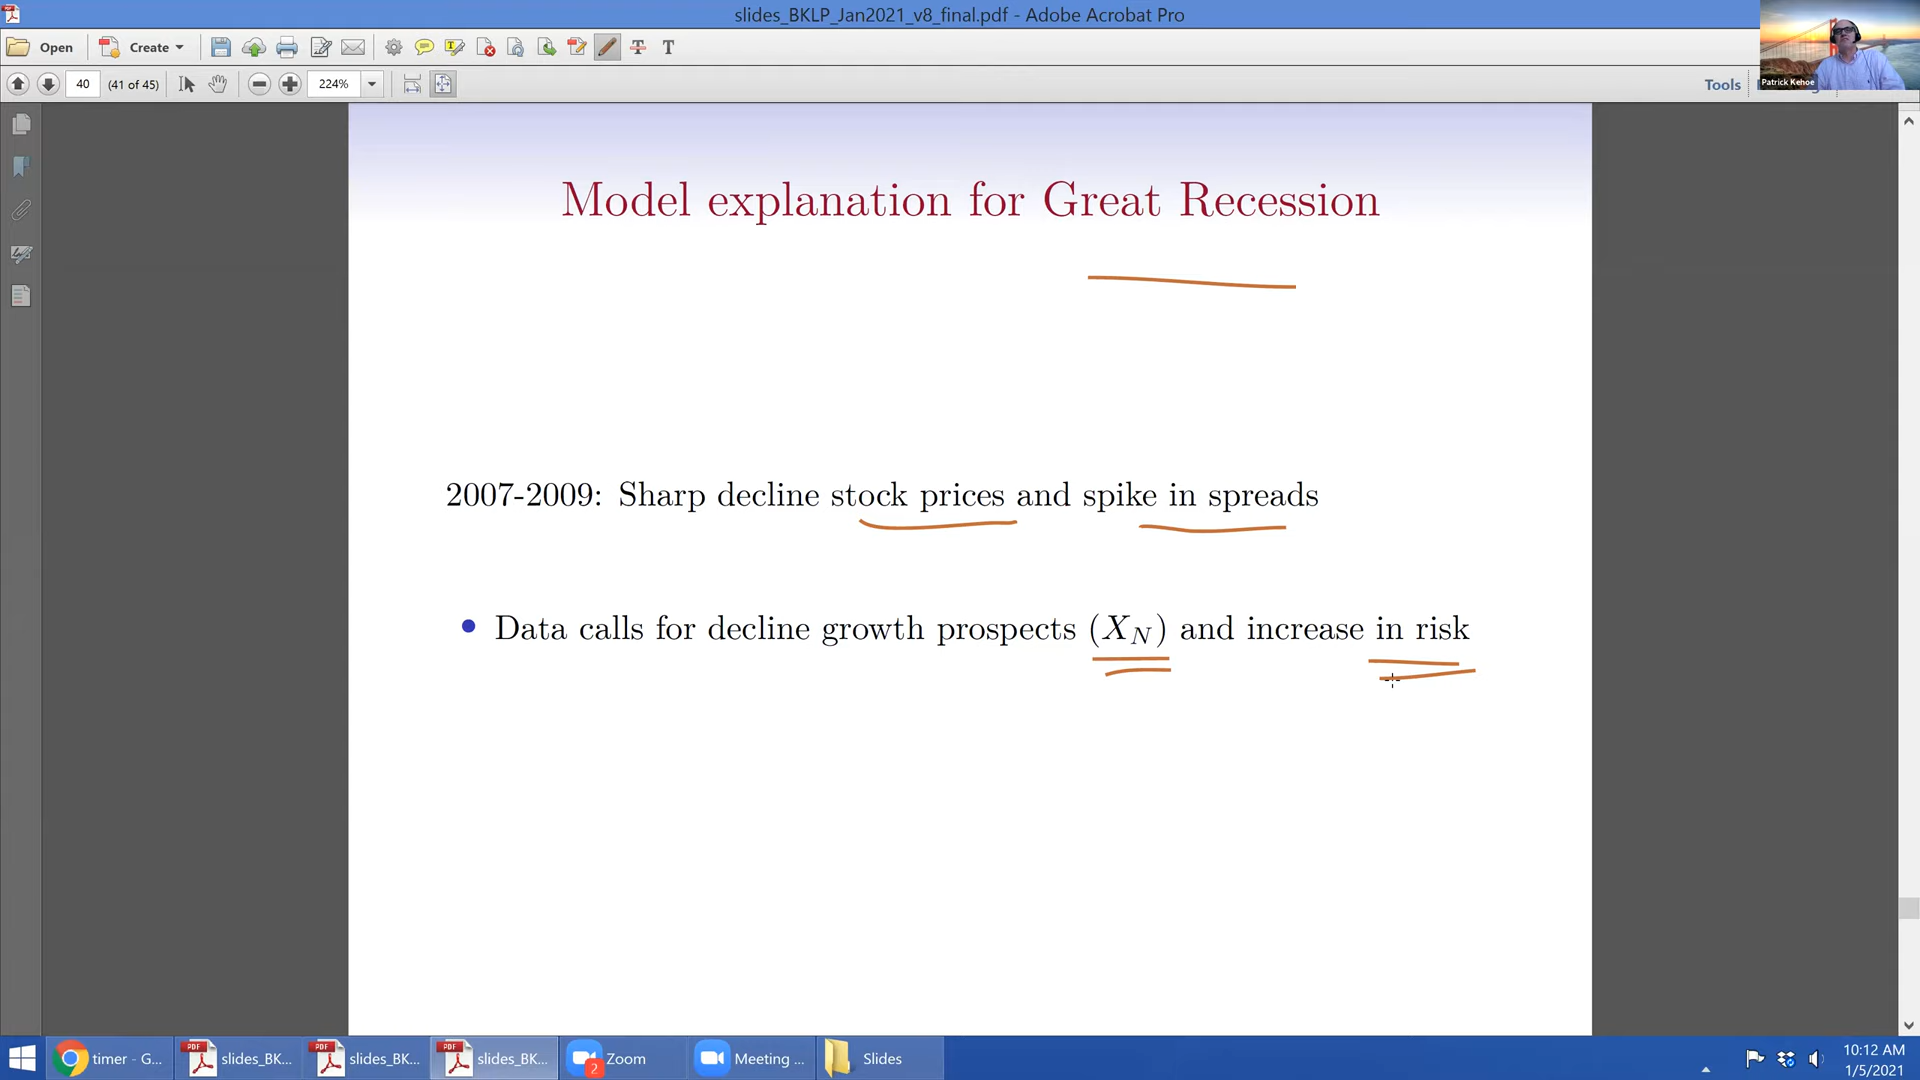 slides_BKLP_Jan2021_v8_final.pdf - Adobe Acrobat Pro
Patrick Kehoe
Open Create
40 (41 of 45) 224% Tools
Model explanation for Great Recession
2007-2009: Sharp decline stock prices and spike in spreads
• Data calls for decline growth prospects (X_N) and increase in risk
timer - G... slides_BK... slides_BK... slides_BK... 2 Zoom Meeting ... Slides
10:12 AM
1/5/2021